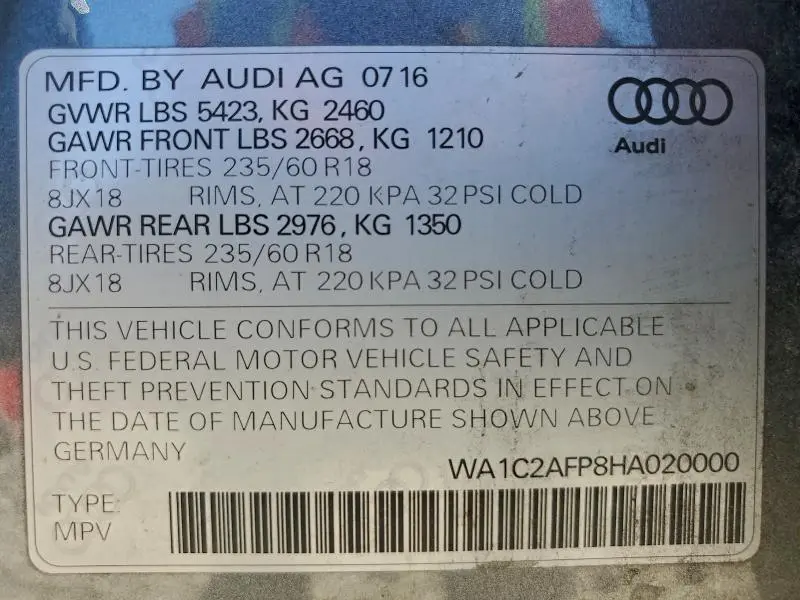 MFD. BY AUDI AG 07 16
GVWR LBS 5423, KG 2460
GAWR FRONT LBS 2668, KG 1210
FRONT-TIRES 235/60 R18
8JX18 RIMS, AT 220 KPA 32 PSI COLD
GAWR REAR LBS 2976, KG 1350
REAR-TIRES 235/60 R18
8JX18 RIMS, AT 220 KPA 32 PSI COLD
Audi
THIS VEHICLE CONFORMS TO ALL APPLICABLE
U.S. FEDERAL MOTOR VEHICLE SAFETY AND
THEFT PREVENTION STANDARDS IN EFFECT ON
THE DATE OF MANUFACTURE SHOWN ABOVE
GERMANY
WA1C2AFP8HA020000
TYPE:
MPV